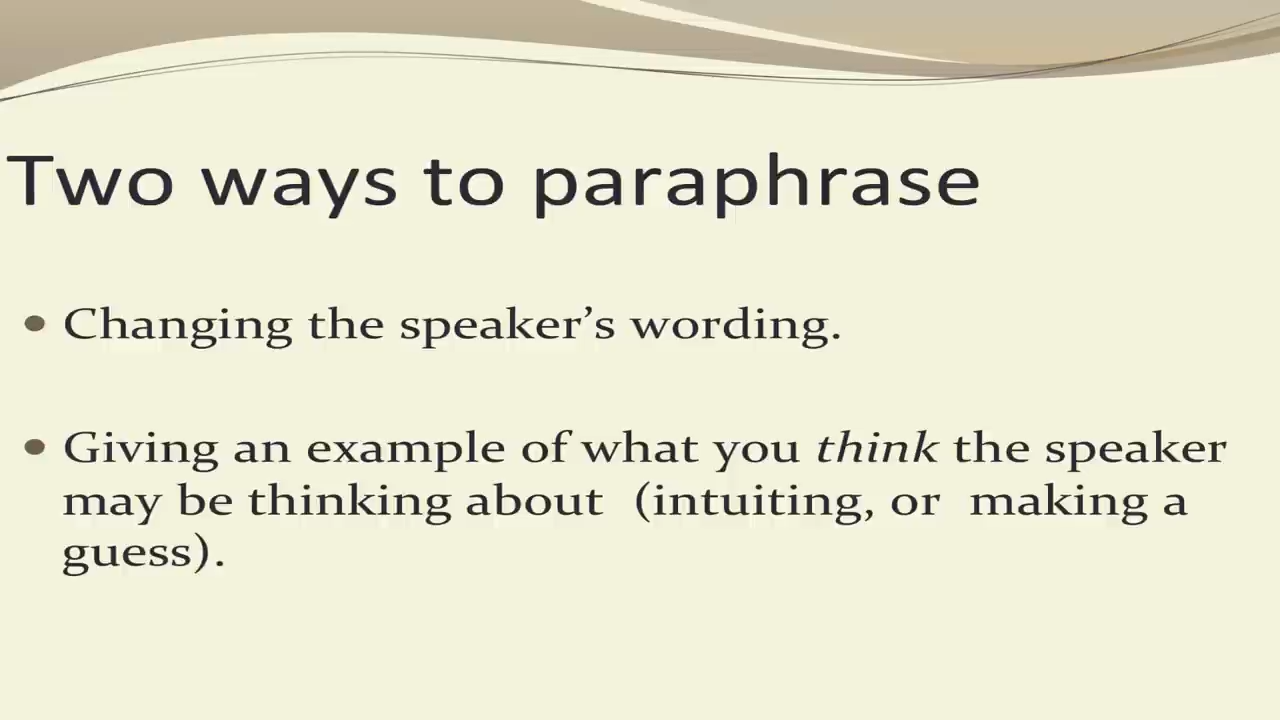 Two ways to paraphrase
• Changing the speaker’s wording.
• Giving an example of what you think the speaker
may be thinking about (intuiting, or making a
guess).